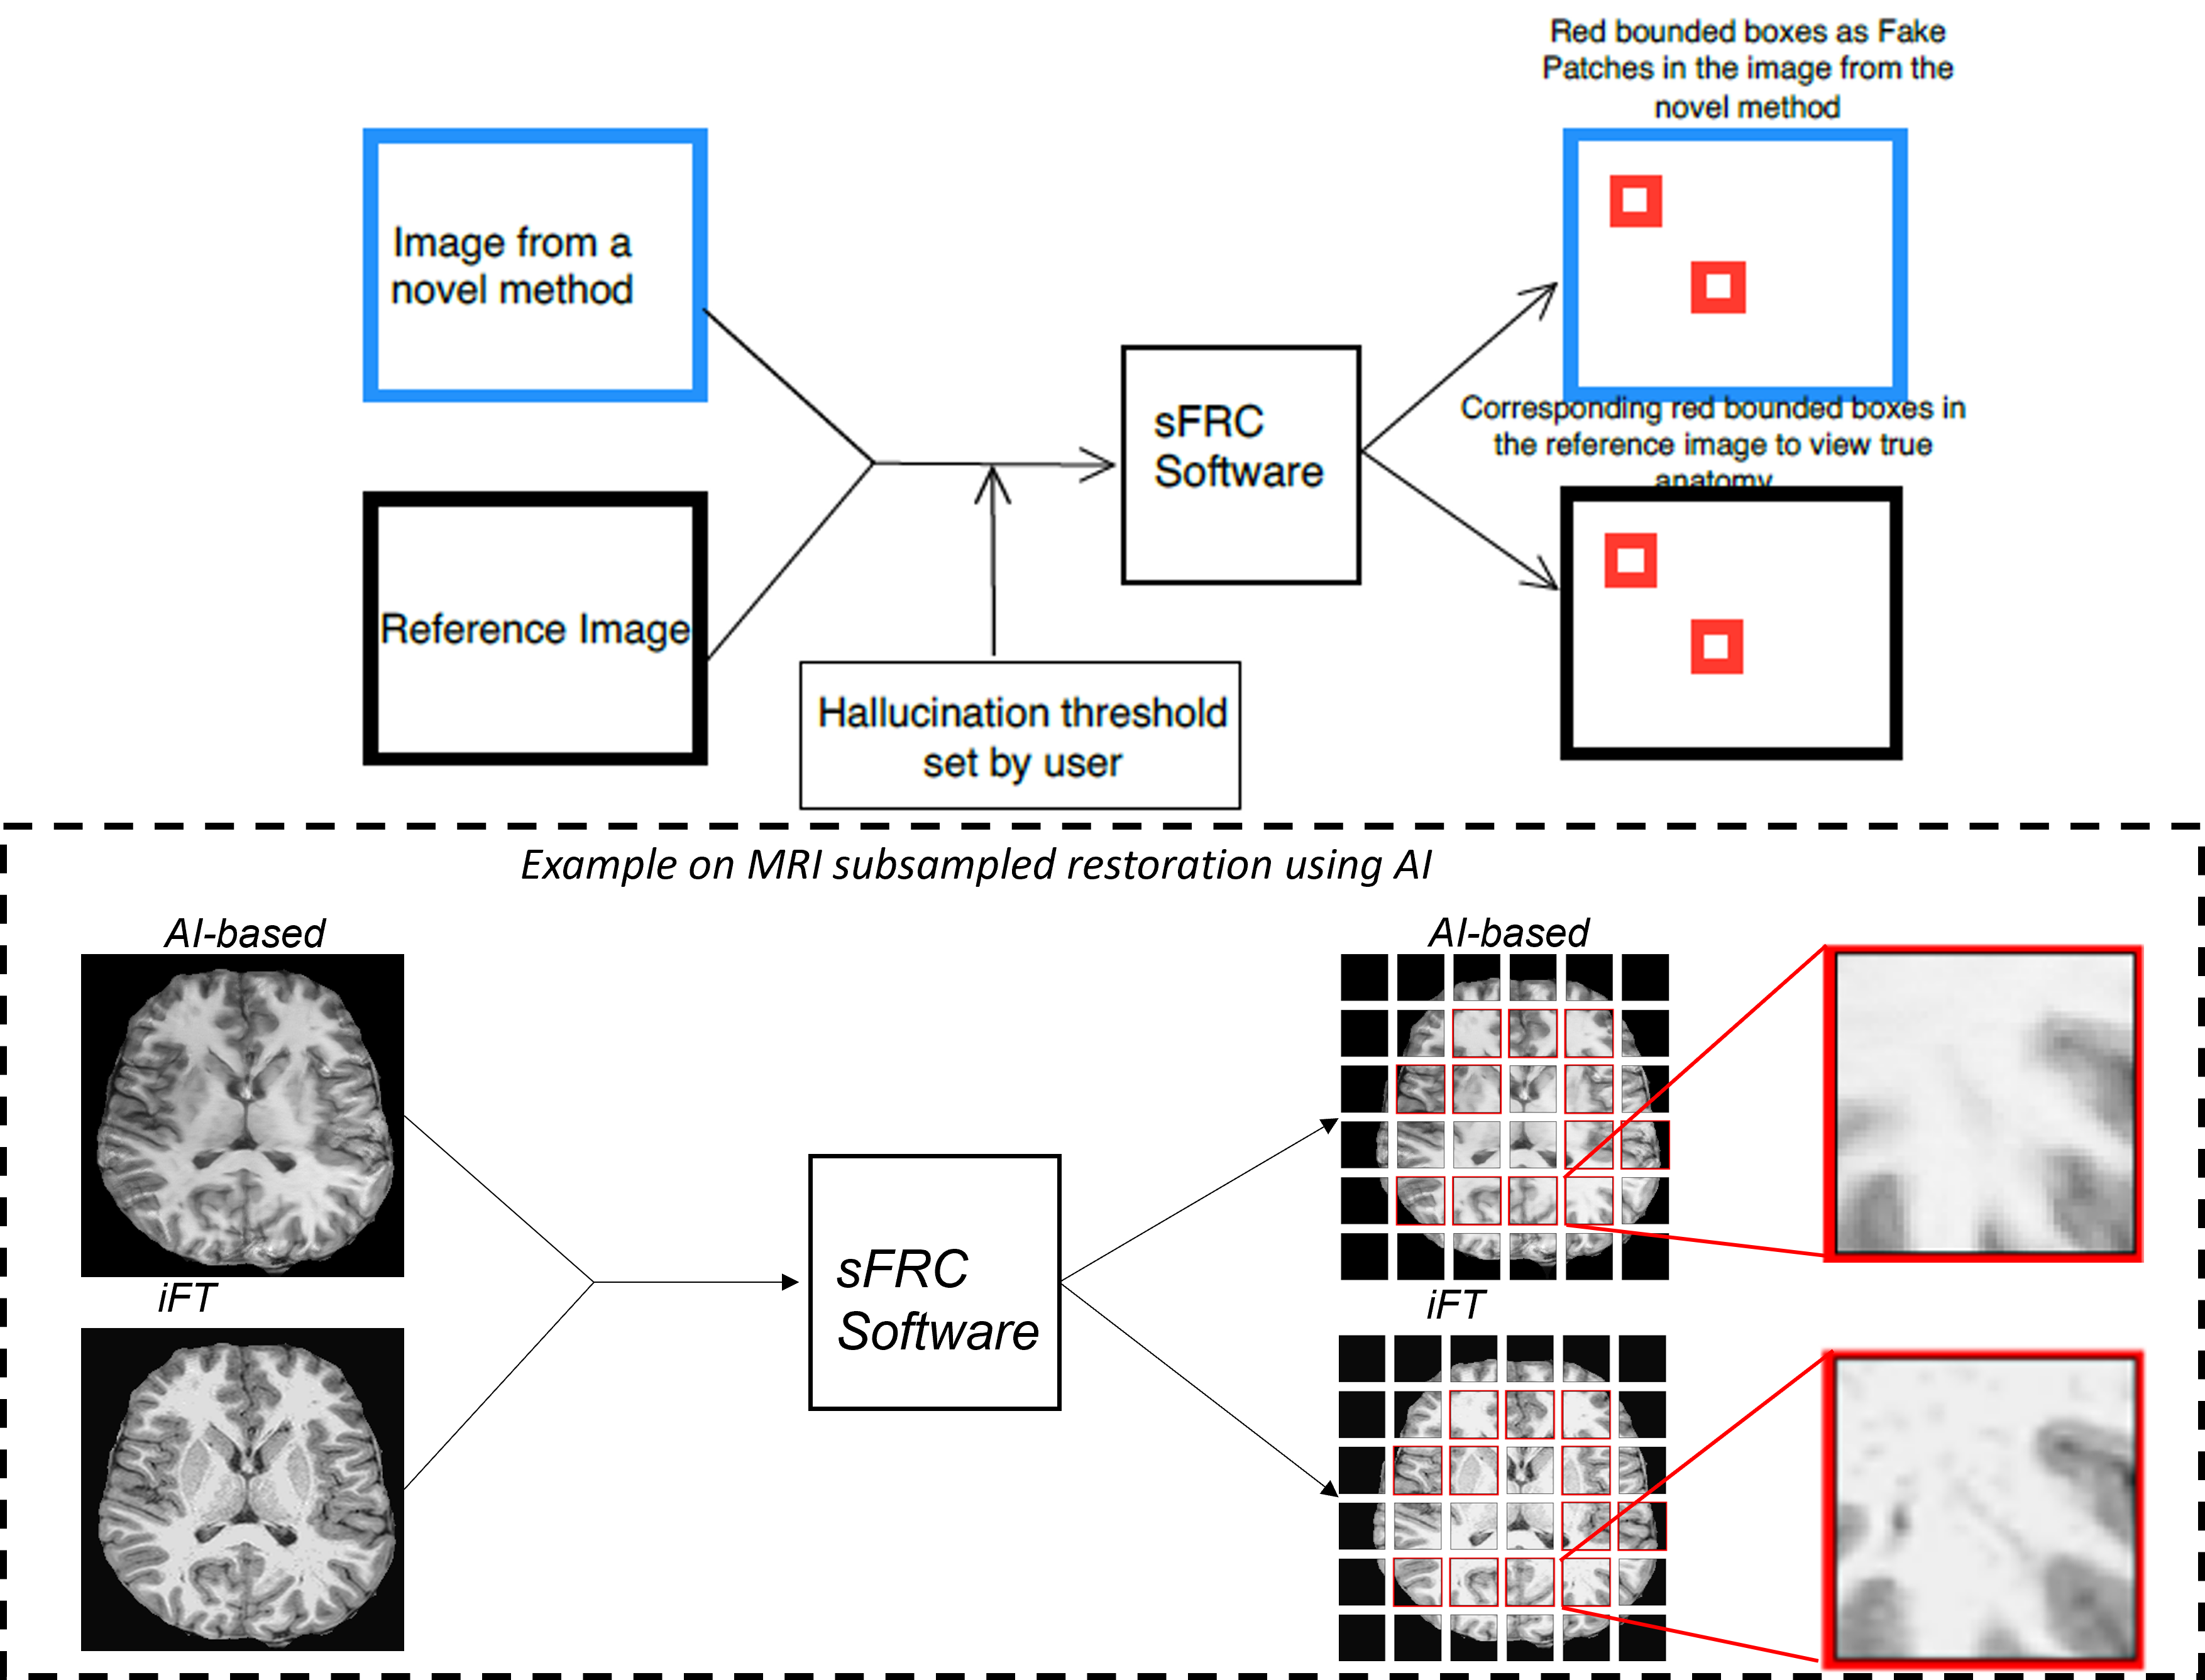 Red bounded boxes as Fake
Patches in the image from the
novel method
Image from a
novel method
sFRC
Software
Corresponding red bounded boxes in
the reference image to view true
anatomy
Reference Image
Hallucination threshold
set by user
Example on MRI subsampled restoration using AI
AI-based
iFT
sFRC
Software
AI-based
iFT